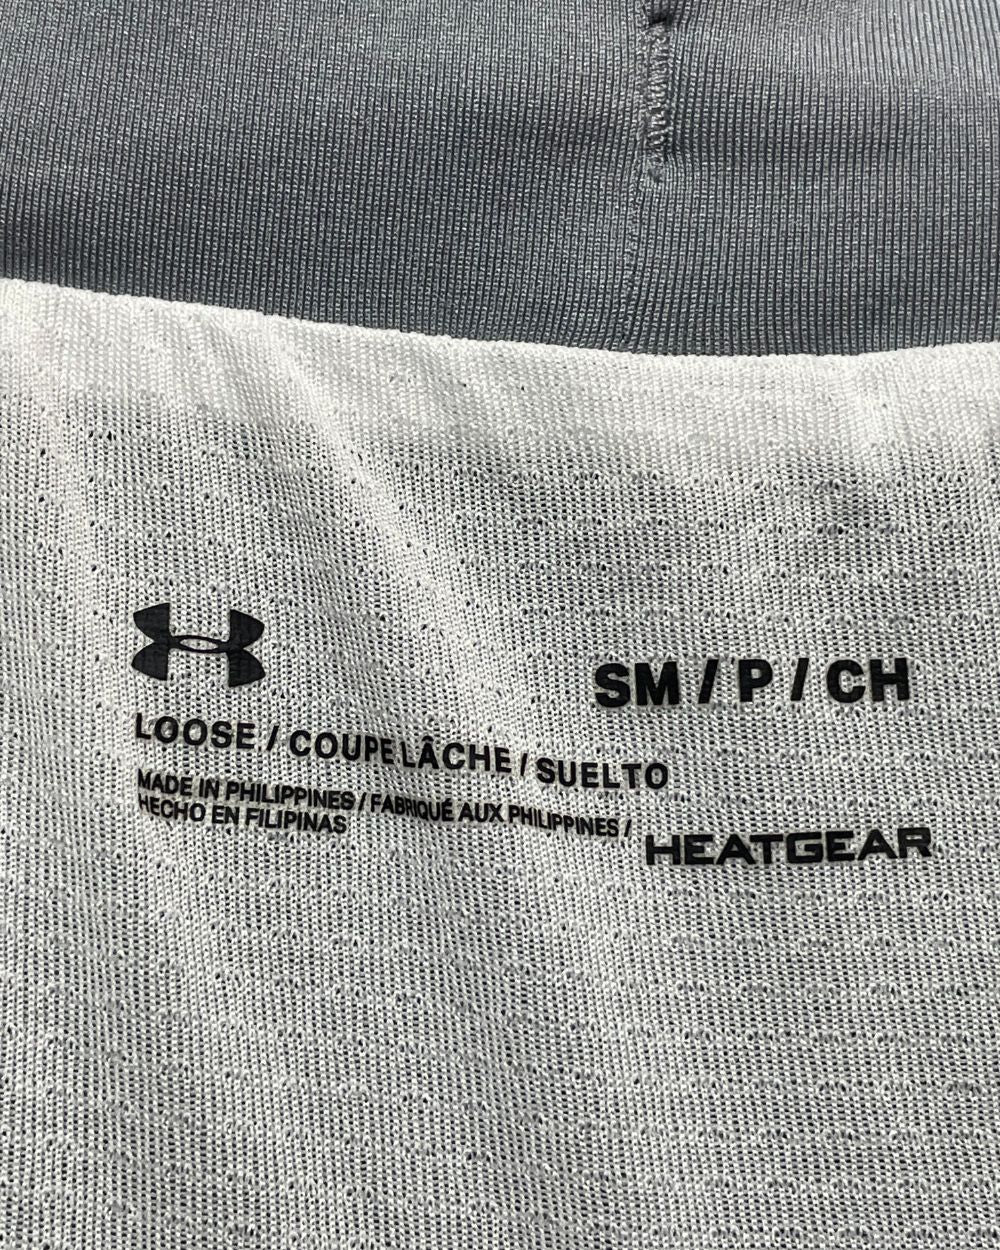 SM / P / CH
LOOSE / COUPE LÂCHE / SUELTO
MADE IN PHILIPPINES / FABRIQUÉ AUX PHILIPPINES /
HECHO EN FILIPINAS
HEATGEAR